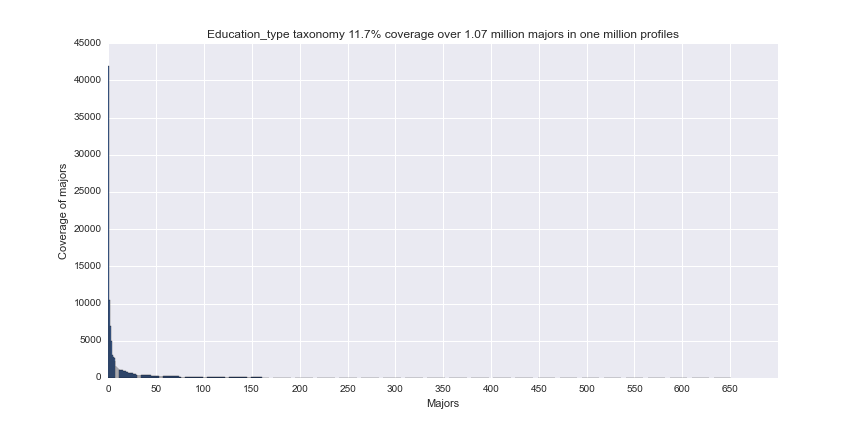 Education_type taxonomy 11.7% coverage over 1.07 million majors in one million profiles
45000
40000
35000
30000
25000
20000
15000
10000
5000
0
Coverage of majors
0 50 100 150 200 250 300 350 400 450 500 550 600 650
Majors